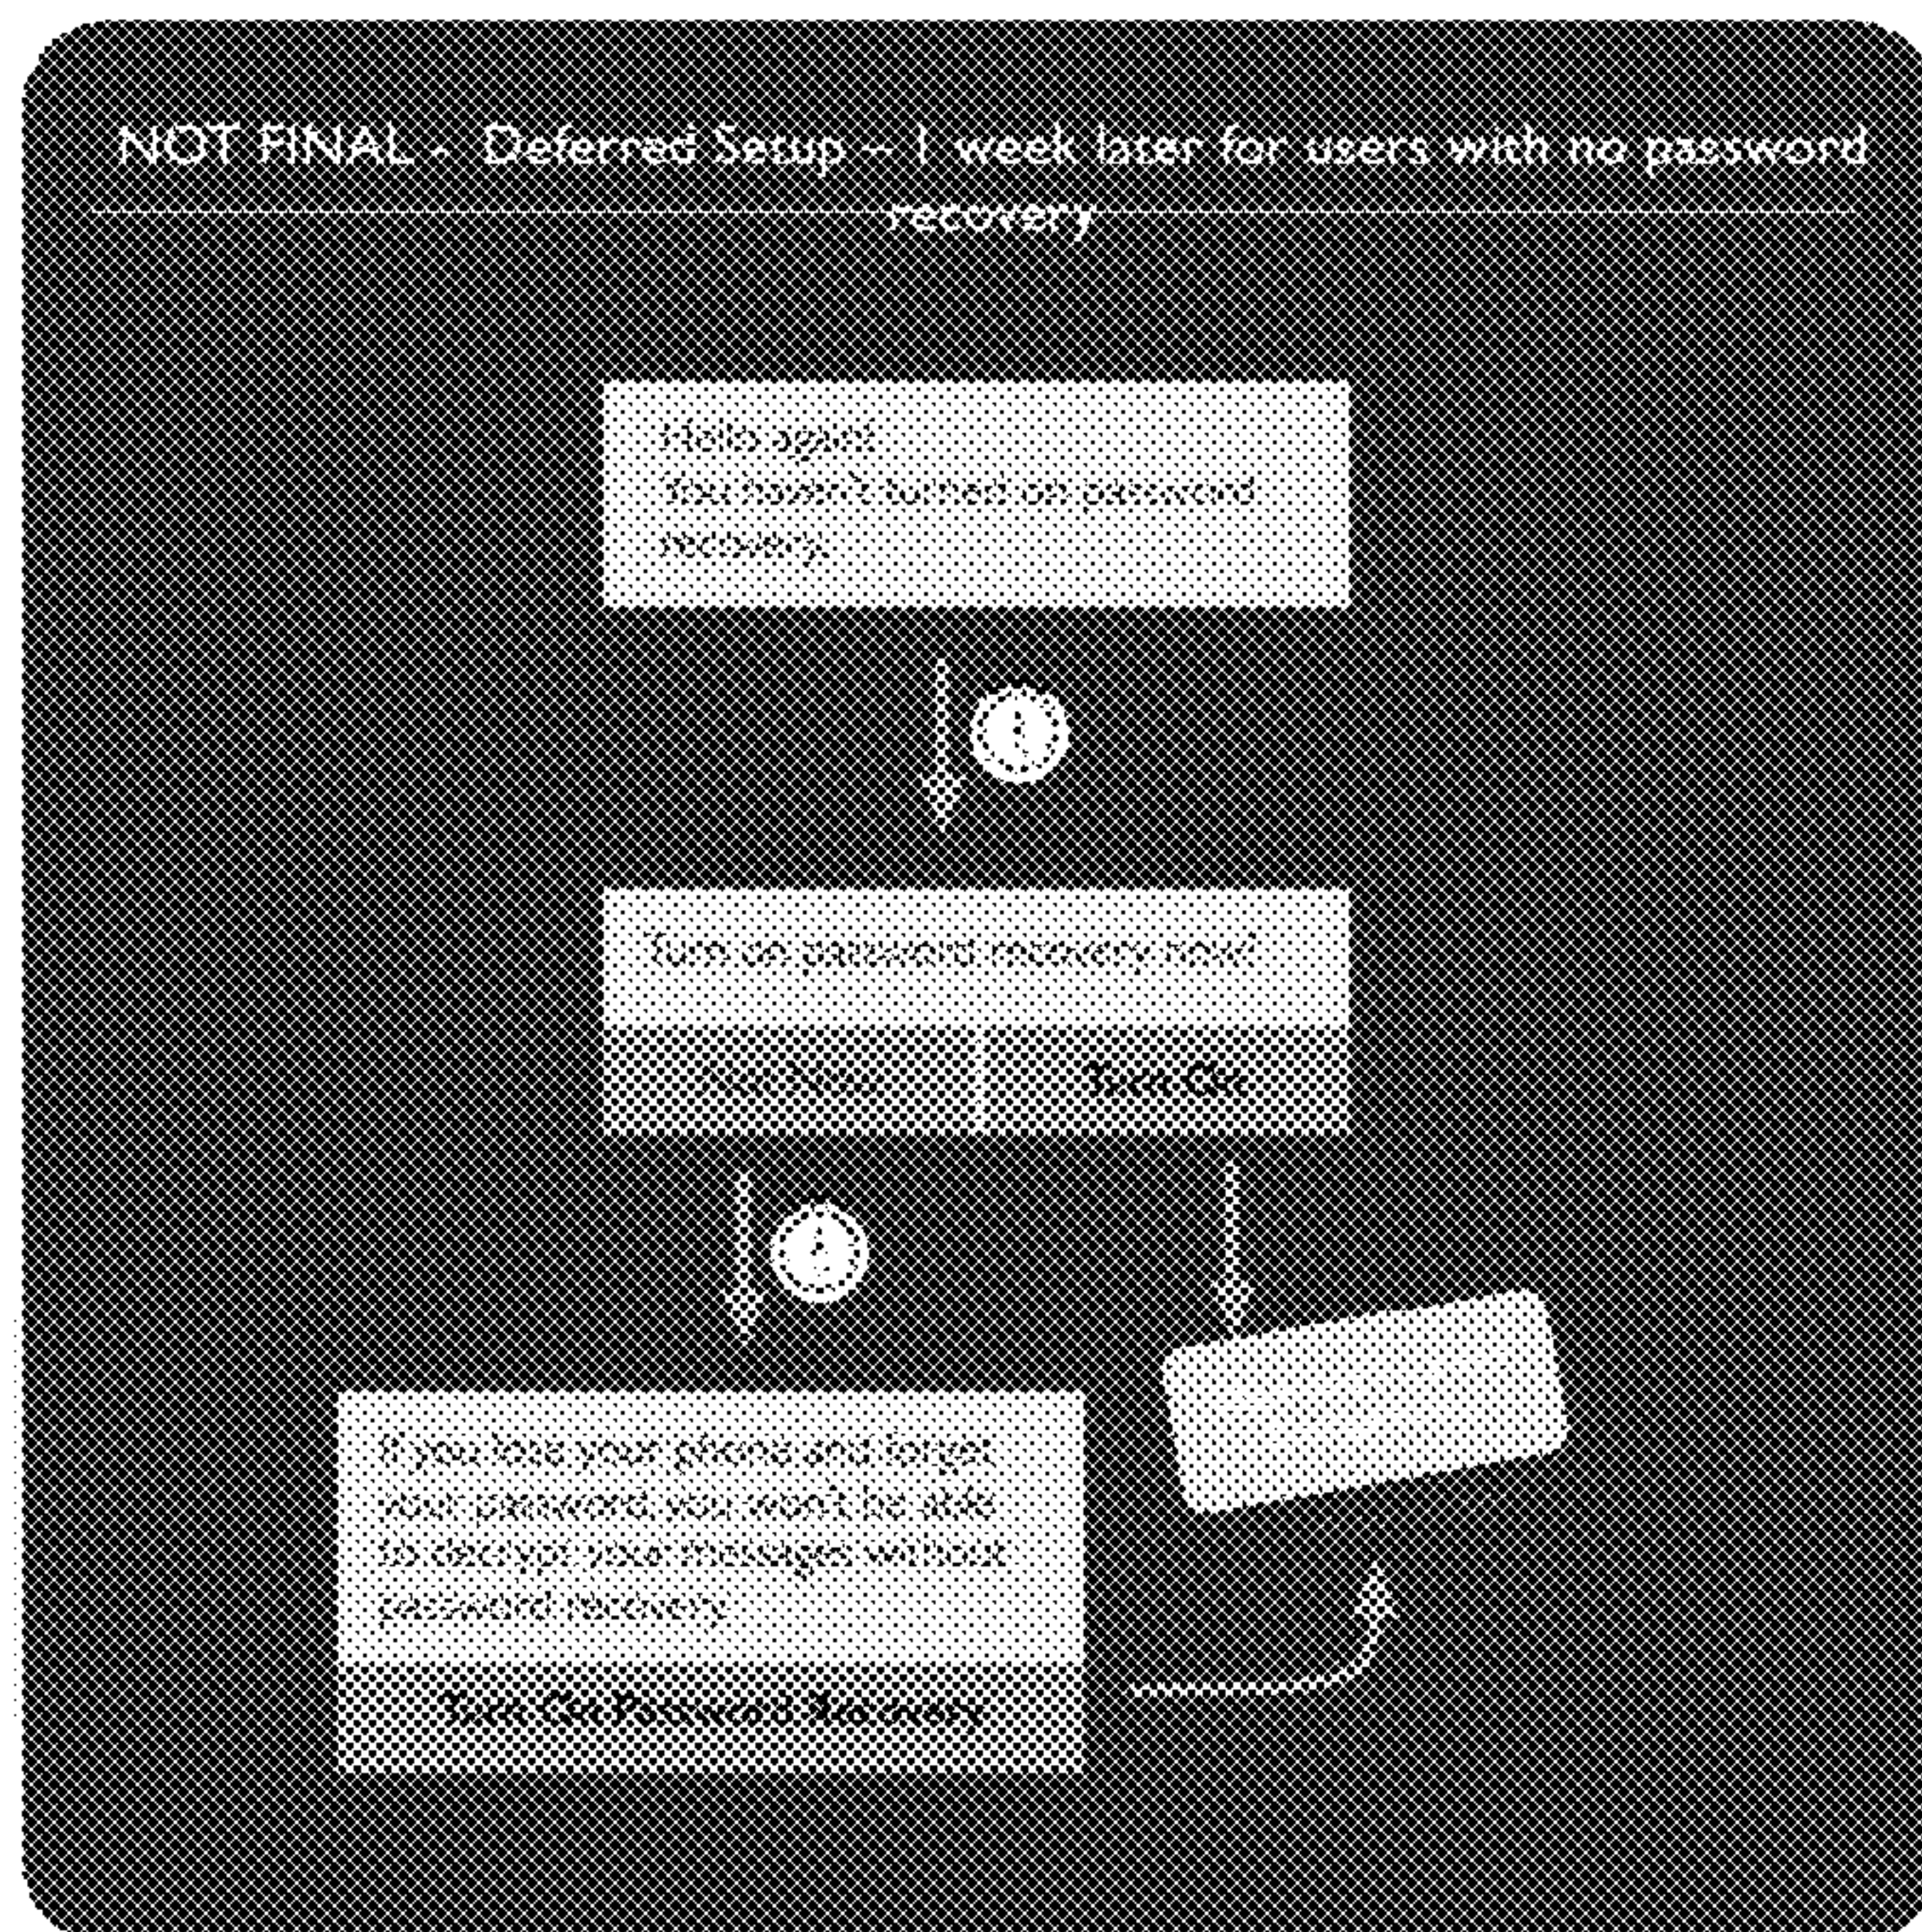 NOT FINAL - Deferred Setup – 1 week later for users with no password
recovery
Hello again!
You haven't turned on password
recovery.
Turn on password recovery now?
Not Now
Turn On
If you lose your phone and forget
your password, you won't be able
to decrypt your messages without
password recovery.
Turn On Password Recovery